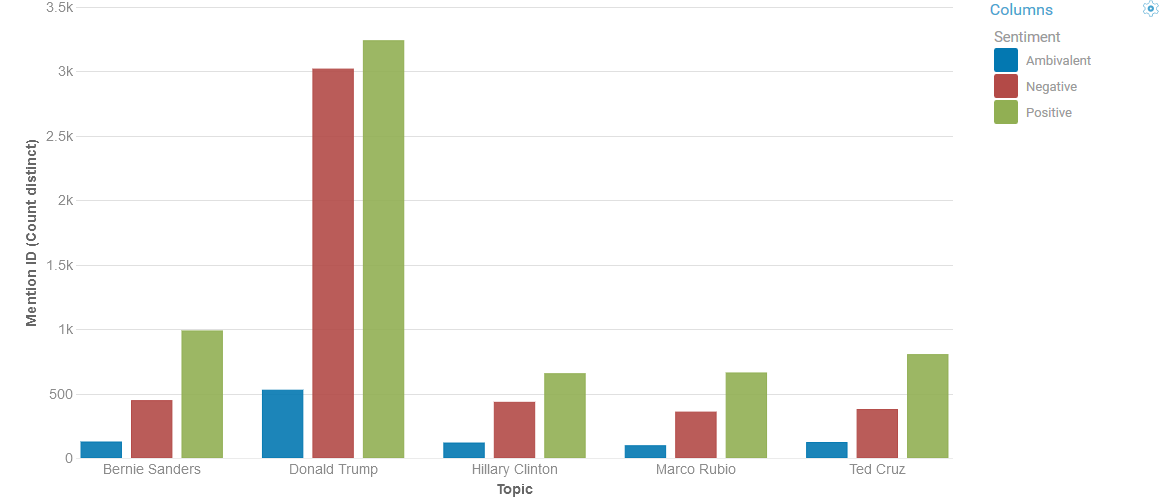 3.5k
3k
2.5k
2k
1.5k
1k
500
0
Mention ID (Count distinct)
Bernie Sanders Donald Trump Hillary Clinton Marco Rubio Ted Cruz
Topic
Columns
Sentiment
Ambivalent
Negative
Positive